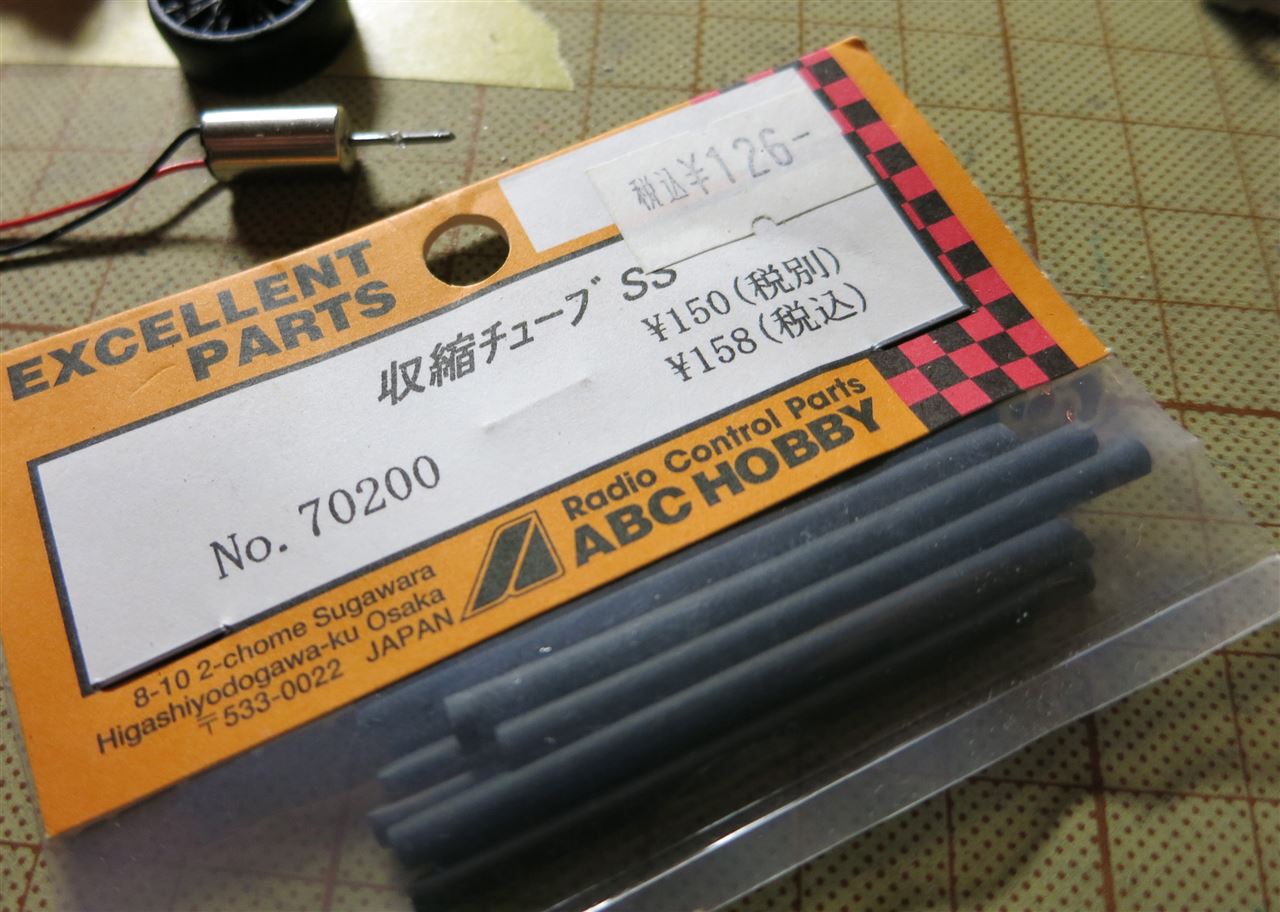 税込¥126-
EXCELLENT
PARTS
収縮チューブ SS
¥150(税別)
¥158(税込)
No. 70200
Radio Control Parts
ABC HOBBY
8-10 2-chome Sugawara
Higashiyodogawa-ku Osaka
〒533-0022 JAPAN